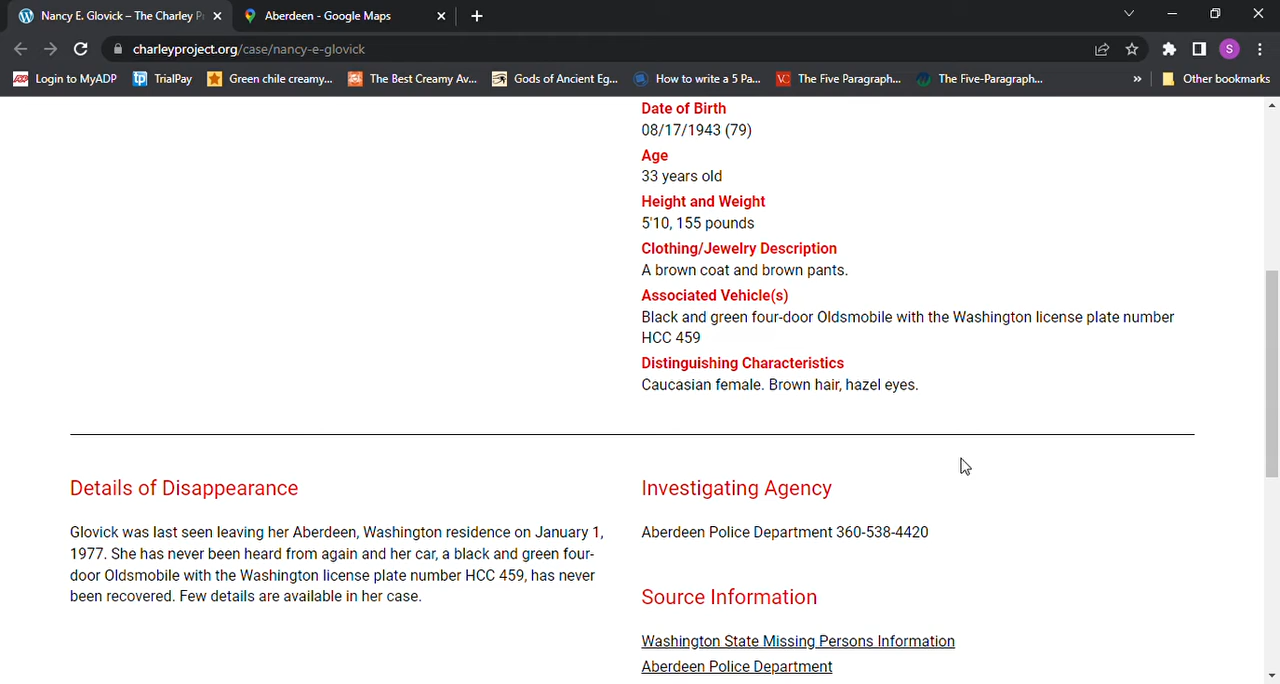 Nancy E. Glovick – The Charley P
Aberdeen - Google Maps
charleyproject.org/case/nancy-e-glovick
S
ADP Login to MyADP
tp TrialPay
Green chile creamy...
The Best Creamy Av...
Gods of Ancient Eg...
How to write a 5 Pa...
VC The Five Paragraph...
The Five-Paragraph...
»
Other bookmarks
Date of Birth
08/17/1943 (79)
Age
33 years old
Height and Weight
5'10, 155 pounds
Clothing/Jewelry Description
A brown coat and brown pants.
Associated Vehicle(s)
Black and green four-door Oldsmobile with the Washington license plate number
HCC 459
Distinguishing Characteristics
Caucasian female. Brown hair, hazel eyes.
Details of Disappearance
Glovick was last seen leaving her Aberdeen, Washington residence on January 1,
1977. She has never been heard from again and her car, a black and green four-
door Oldsmobile with the Washington license plate number HCC 459, has never
been recovered. Few details are available in her case.
Investigating Agency
Aberdeen Police Department 360-538-4420
Source Information
Washington State Missing Persons Information
Aberdeen Police Department